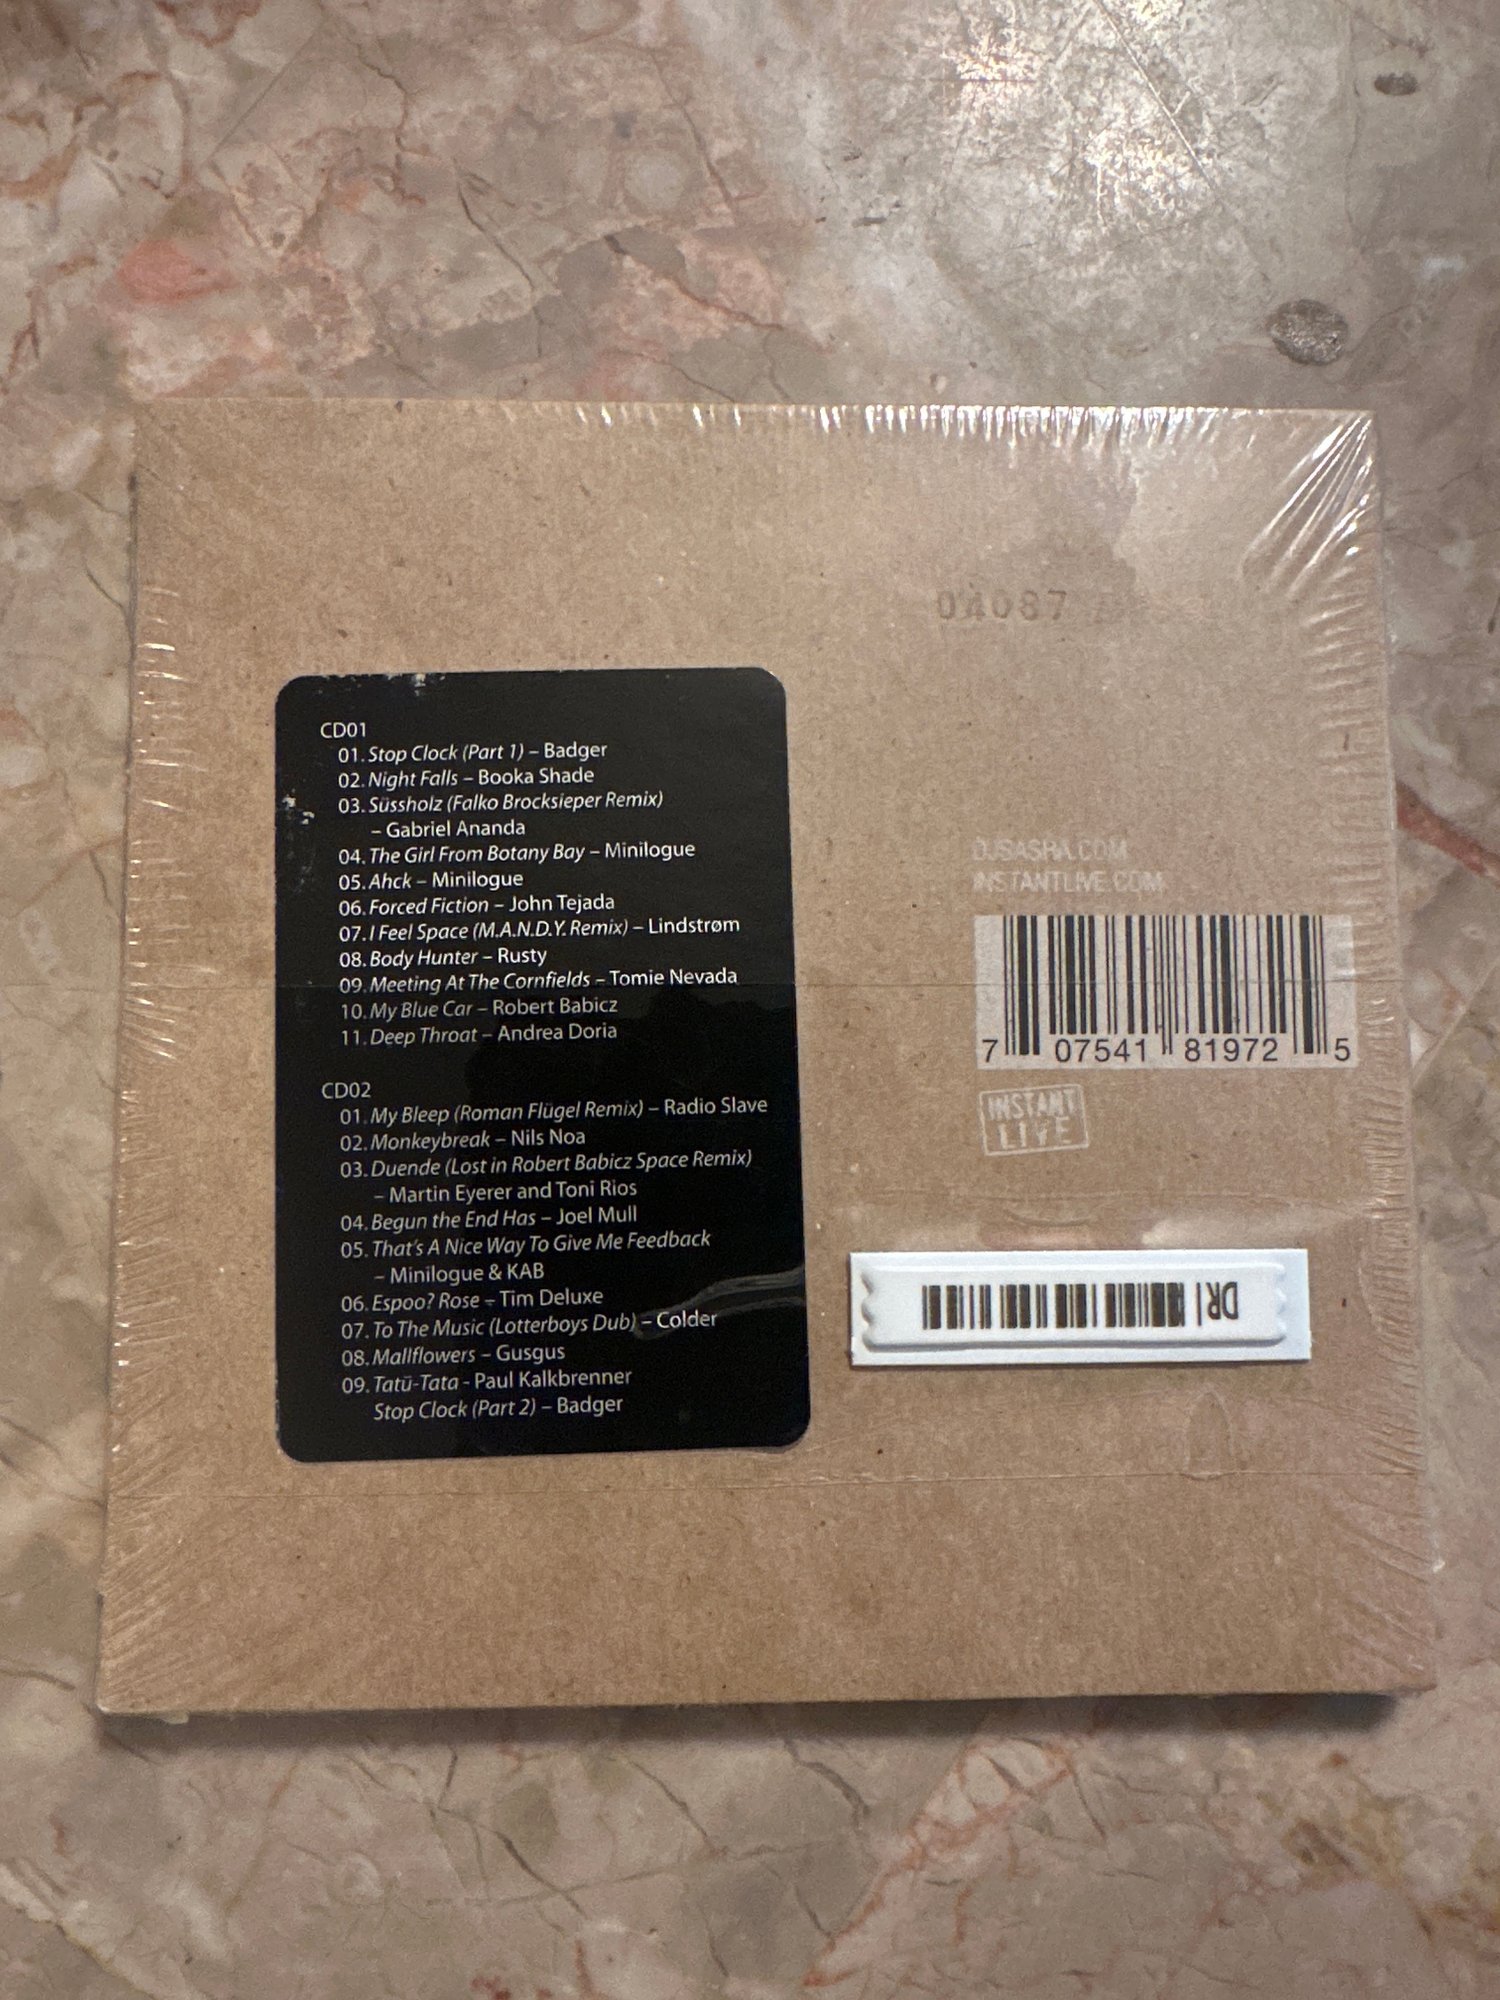 04087
CD01
01. Stop Clock (Part 1) – Badger
02. Night Falls – Booka Shade
03. Süssholz (Falko Brocksieper Remix)
– Gabriel Ananda
04. The Girl From Botany Bay – Minilogue
05. Ahck – Minilogue
06. Forced Fiction – John Tejada
07. I Feel Space (M.A.N.D.Y. Remix) – Lindstrøm
08. Body Hunter – Rusty
09. Meeting At The Cornfields – Tomie Nevada
10. My Blue Car – Robert Babicz
11. Deep Throat – Andrea Doria
CD02
01. My Bleep (Roman Flügel Remix) – Radio Slave
02. Monkeybreak – Nils Noa
03. Duende (Lost in Robert Babicz Space Remix)
– Martin Eyerer and Toni Rios
04. Begun the End Has – Joel Mull
05. That's A Nice Way To Give Me Feedback
– Minilogue & KAB
06. Espoo? Rose – Tim Deluxe
07. To The Music (Lotterboys Dub) – Colder
08. Mallflowers – Gusgus
09. Tatü-Tata - Paul Kalkbrenner
Stop Clock (Part 2) – Badger
DJSASHA.COM
INSTANTLIVE.COM
7 07541 81972 5
INSTANT
LIVE
DR|